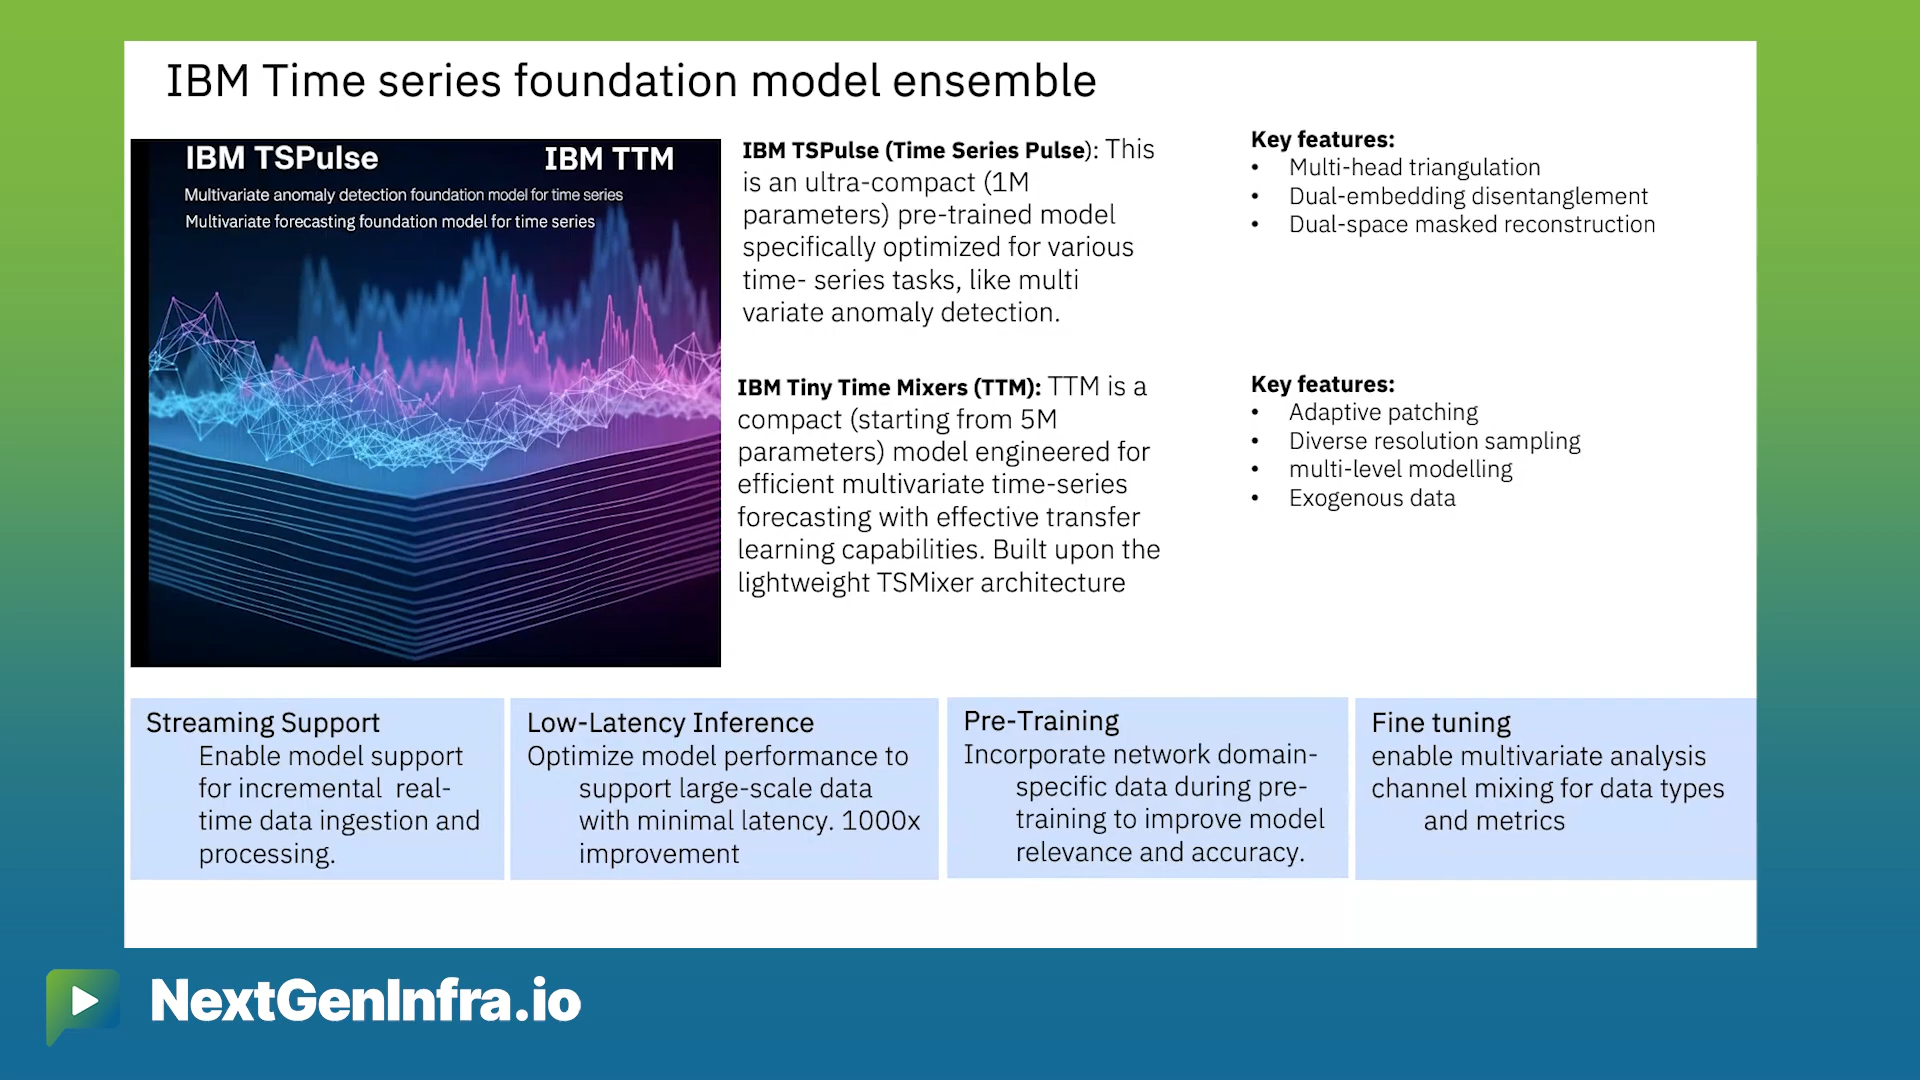 IBM Time series foundation model ensemble
IBM TSPulse
IBM TTM
Multivariate anomaly detection foundation model for time series
Multivariate forecasting foundation model for time series
IBM TSPulse (Time Series Pulse): This
is an ultra-compact (1M
parameters) pre-trained model
specifically optimized for various
time- series tasks, like multi
variate anomaly detection.
Key features:
• Multi-head triangulation
• Dual-embedding disentanglement
• Dual-space masked reconstruction
IBM Tiny Time Mixers (TTM): TTM is a
compact (starting from 5M
parameters) model engineered for
efficient multivariate time-series
forecasting with effective transfer
learning capabilities. Built upon the
lightweight TSMixer architecture
Key features:
• Adaptive patching
• Diverse resolution sampling
• multi-level modelling
• Exogenous data
Streaming Support
Enable model support
for incremental  real-
time data ingestion and
processing.
Low-Latency Inference
Optimize model performance to
support large-scale data
with minimal latency. 1000x
improvement
Pre-Training
Incorporate network domain-
specific data during pre-
training to improve model
relevance and accuracy.
Fine tuning
enable multivariate analysis
channel mixing for data types
and metrics
NextGenInfra.io